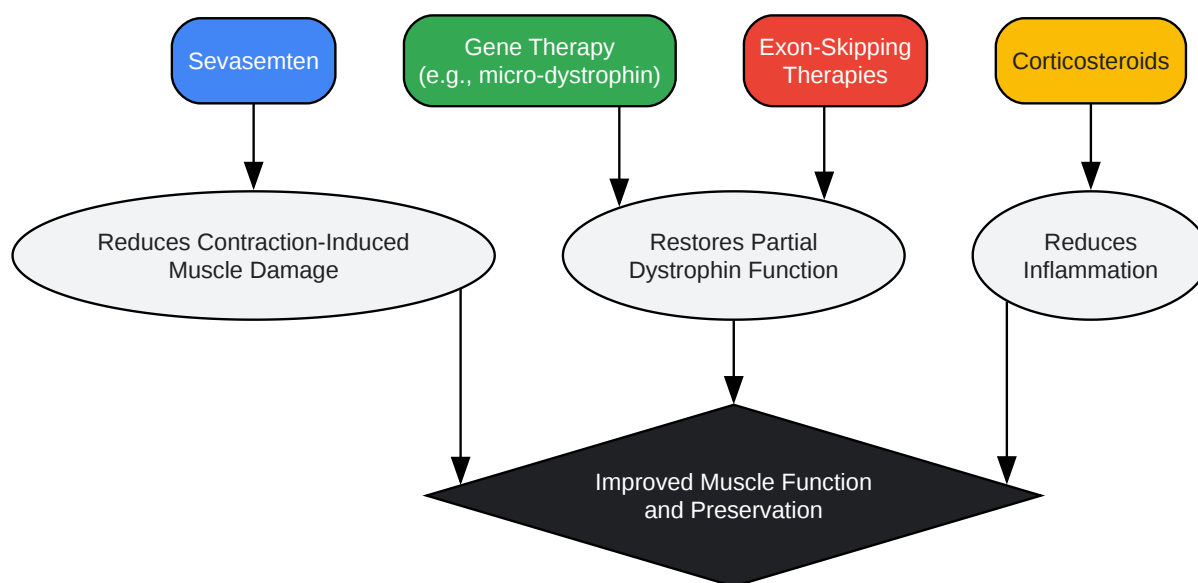 Sevasemten
Gene Therapy
(e.g., micro-dystrophin)
Exon-Skipping
Therapies
Corticosteroids
Reduces Contraction-Induced
Muscle Damage
Restores Partial
Dystrophin Function
Reduces
Inflammation
Improved Muscle Function
and Preservation